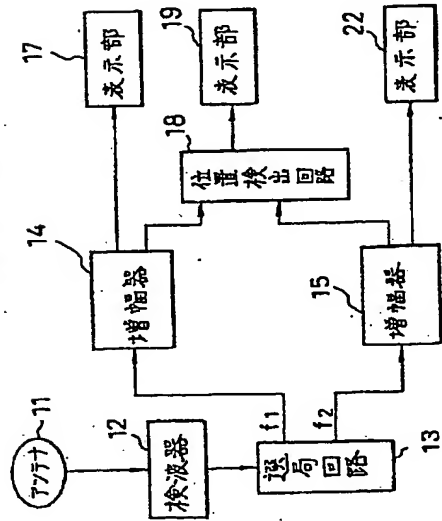 アンテナ
11
検波器
12
選局回路
13
f1
f2
増幅器
14
増幅器
15
位置検出回路
18
表示部
17
表示部
19
表示部
22